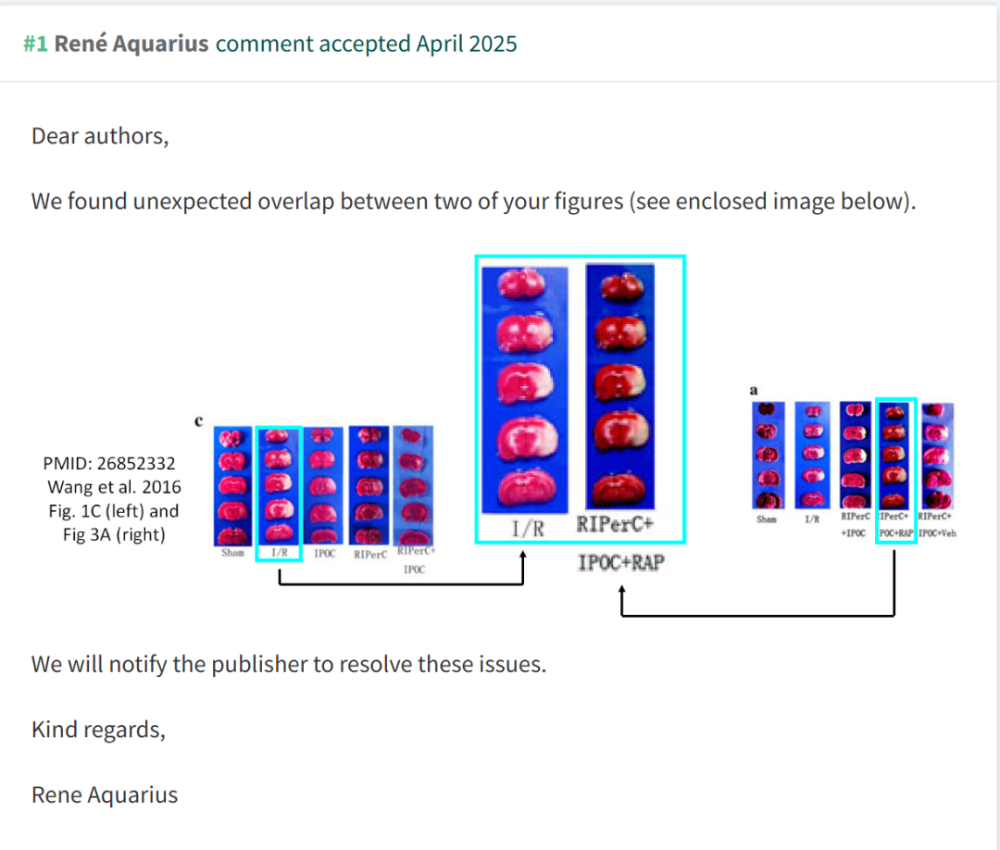 #1 René Aquarius comment accepted April 2025
Dear authors,
We found unexpected overlap between two of your figures (see enclosed image below).
PMID: 26852332
Wang et al. 2016
Fig. 1C (left) and
Fig 3A (right)
c
Sham I/R IPOC RIPerC RIPerC+
IPOC
I/R RIPerC+
IPOC+RAP
a
Sham I/R RIPerC IPerC+ RIPerC+
+IPOC POC+RAP IPOC+Veh
We will notify the publisher to resolve these issues.
Kind regards,
Rene Aquarius